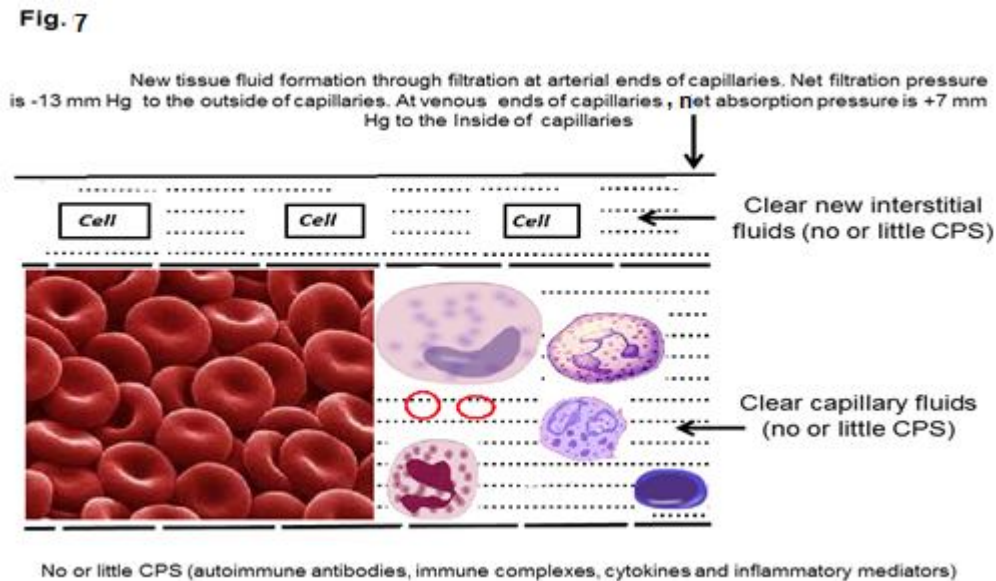 Fig. 7
New tissue fluid formation through filtration at arterial ends of capillaries. Net filtration pressure
is -13 mm Hg to the outside of capillaries. At venous ends of capillaries , net absorption pressure is +7 mm
Hg to the Inside of capillaries
Cell
Cell
Cell
Clear new interstitial
fluids (no or little CPS)
Clear capillary fluids
(no or little CPS)
No or little CPS (autoimmune antibodies, immune complexes, cytokines and inflammatory mediators)